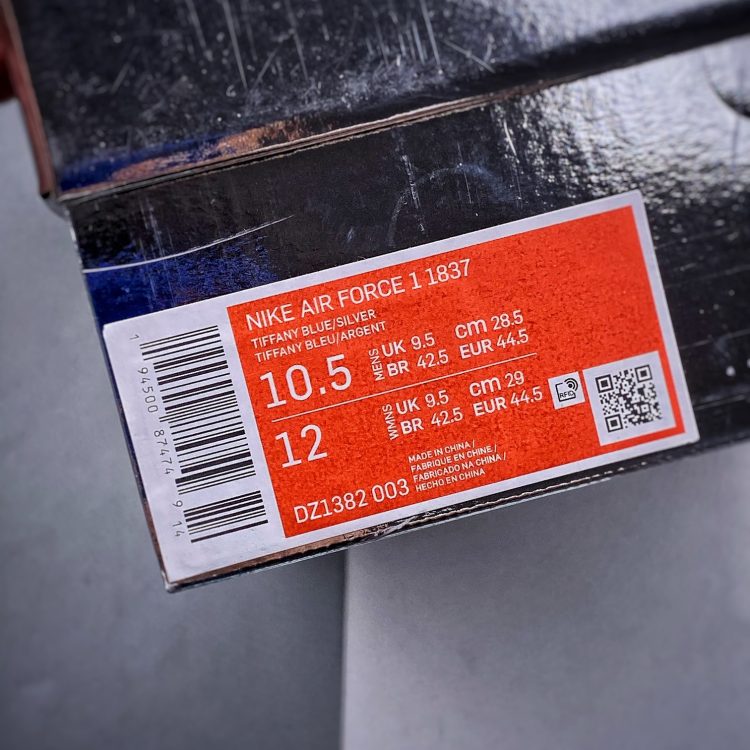 NIKE AIR FORCE 1 1837
TIFFANY BLUE/SILVER
TIFFANY BLEU/ARGENT
10.5
MENS
UK 9.5 cm 28.5
BR 42.5 EUR 44.5
12
WMNS
UK 9.5 cm 29
BR 42.5 EUR 44.5
RFID
DZ1382 003
MADE IN CHINA /
FABRIQUE EN CHINE /
FABRICADO NA CHINA /
HECHO EN CHINA
1 94500 87474 9 14